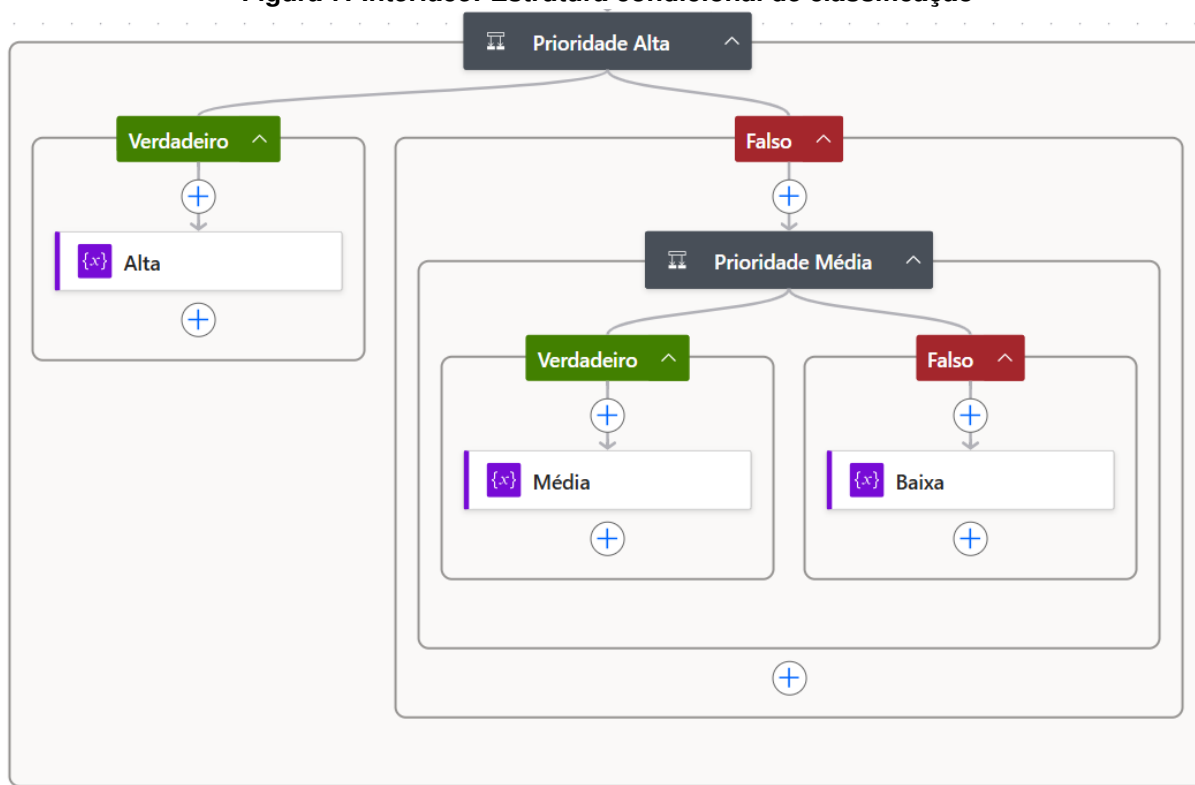 Prioridade Alta
Verdadeiro
Falso
{x} Alta
Prioridade Média
Verdadeiro
Falso
{x} Média
{x} Baixa